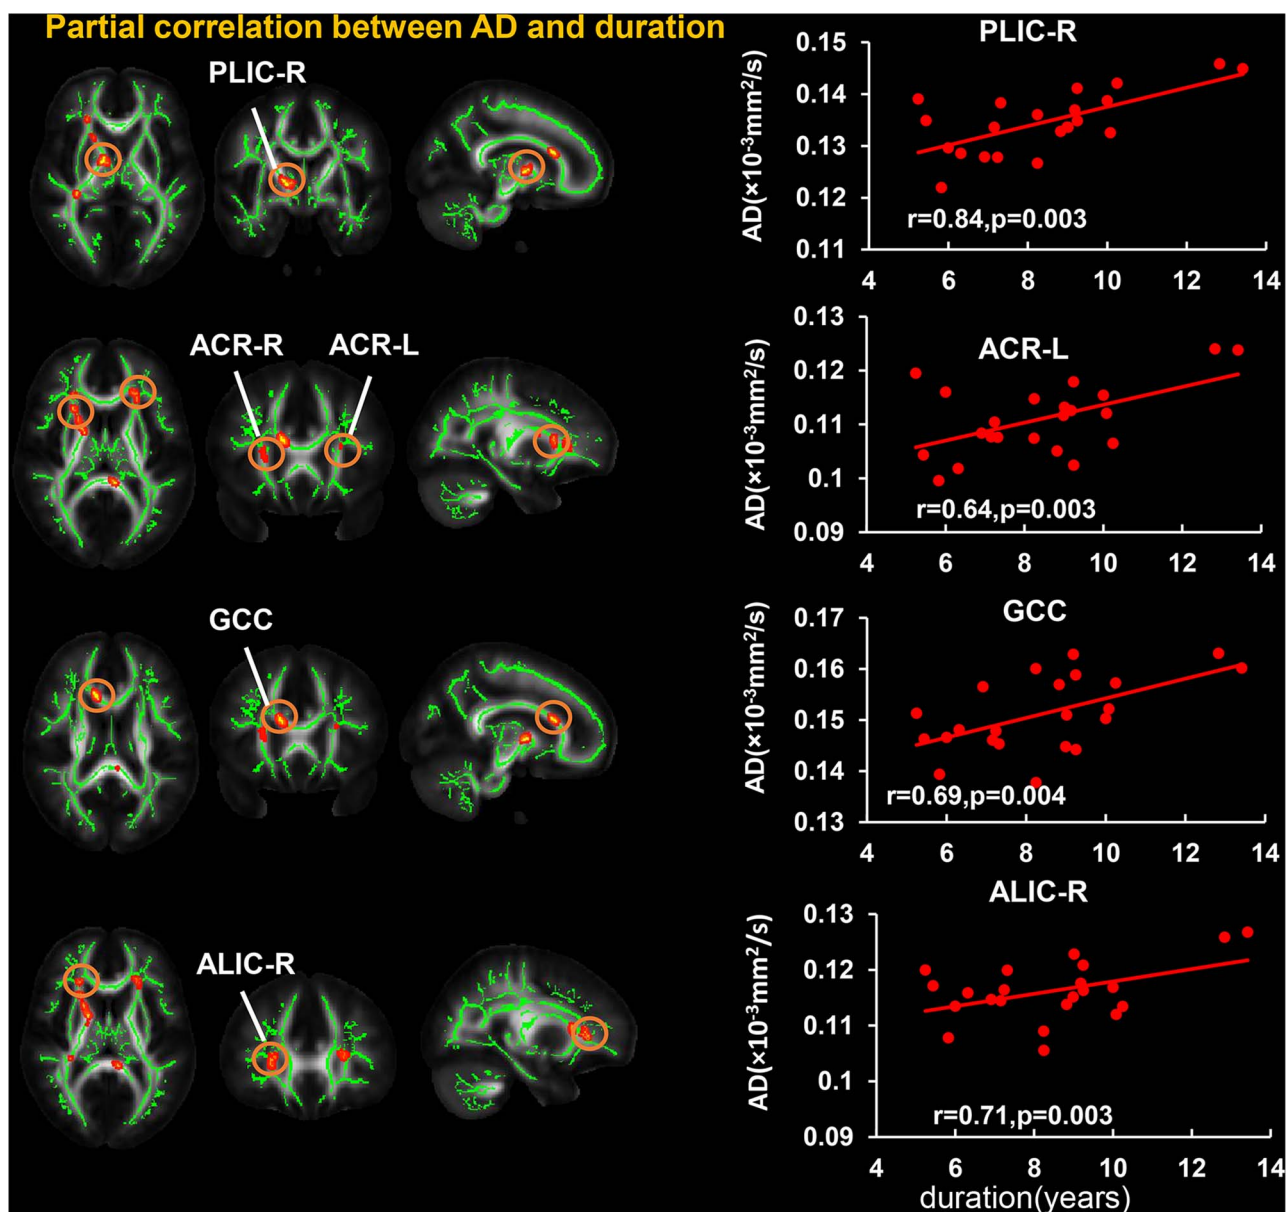 Partial correlation between AD and duration
PLIC-R
PLIC-R
AD(×10⁻³mm²/s)
0.15
0.14
0.13
0.12
0.11
r=0.84,p=0.003
4 6 8 10 12 14
ACR-R ACR-L
ACR-L
AD(×10⁻³mm²/s)
0.13
0.12
0.11
0.1
0.09
r=0.64,p=0.003
4 6 8 10 12 14
GCC
GCC
AD(×10⁻³mm²/s)
0.17
0.16
0.15
0.14
0.13
r=0.69,p=0.004
4 6 8 10 12 14
ALIC-R
ALIC-R
AD(×10⁻³mm²/s)
0.13
0.12
0.11
0.1
0.09
r=0.71,p=0.003
4 6 8 10 12 14
duration(years)